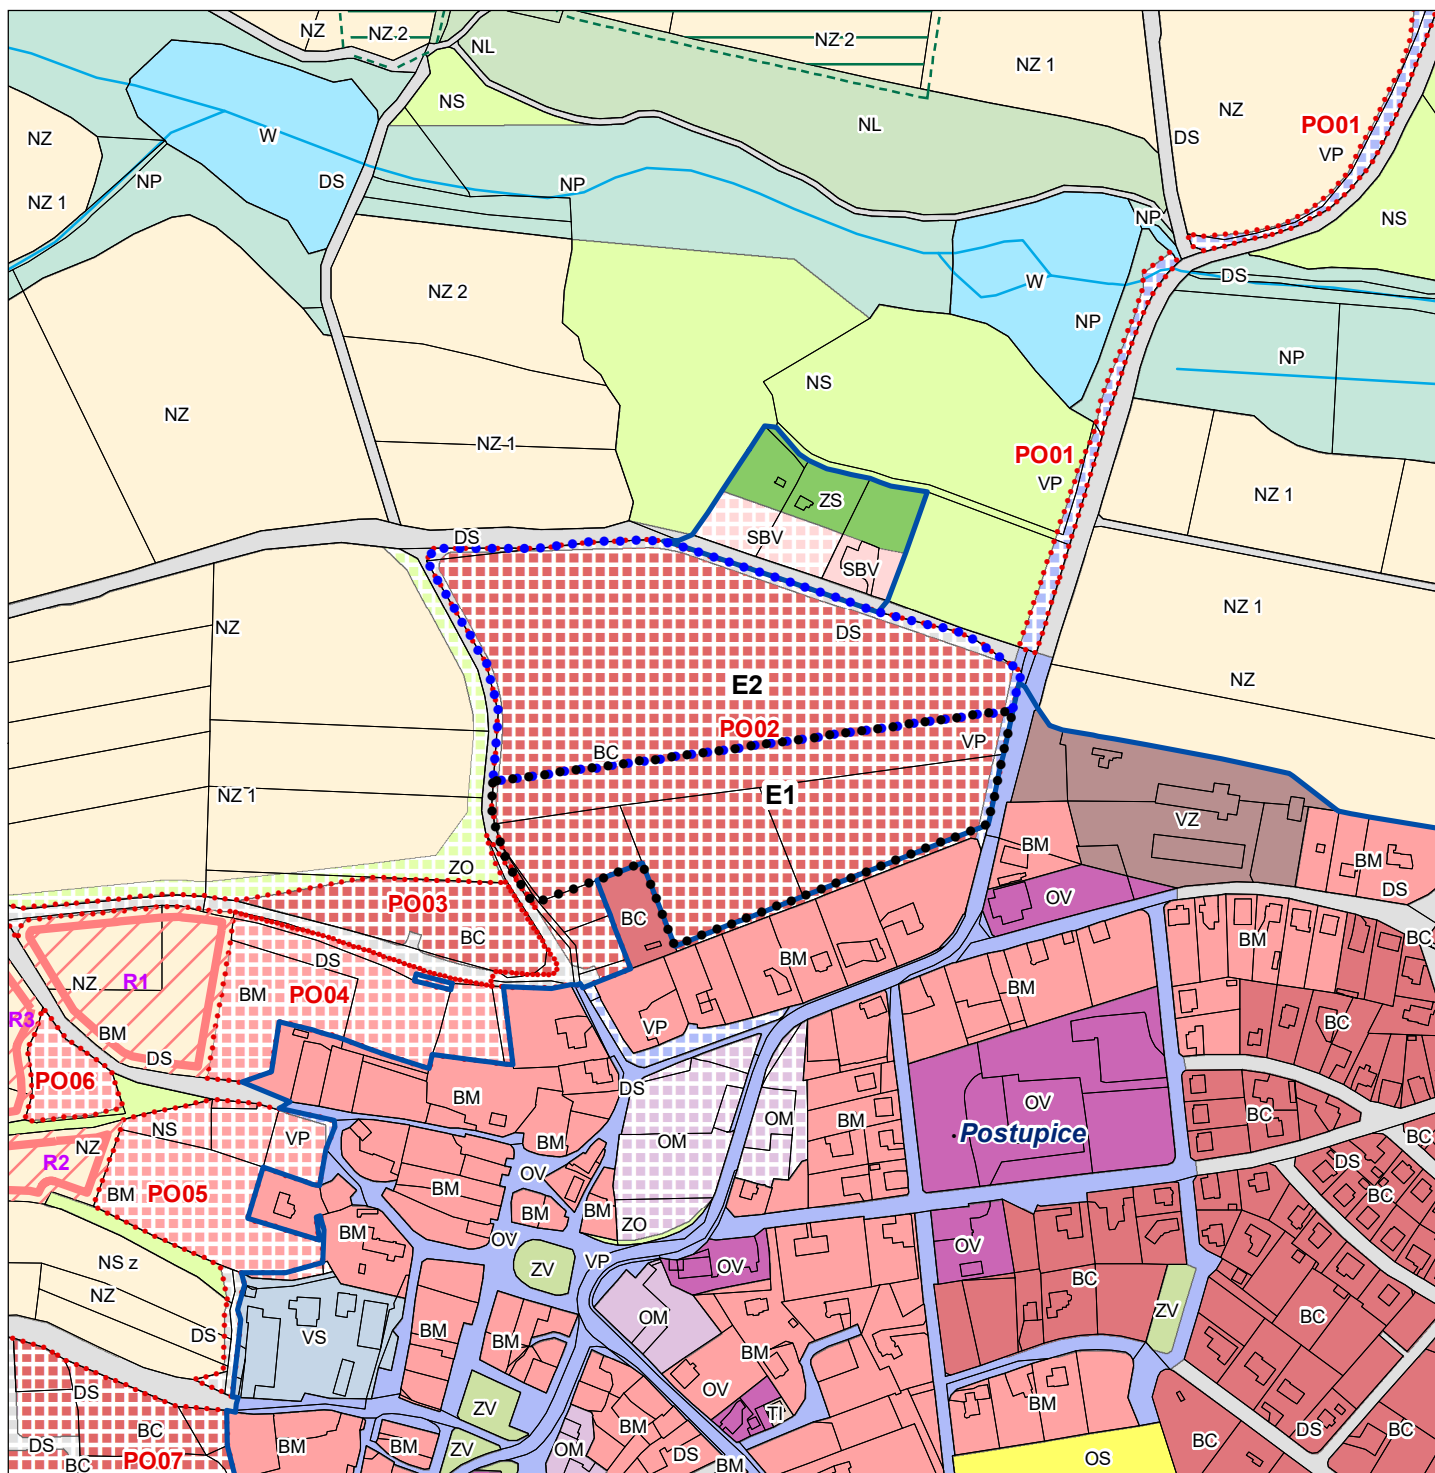 NZ
NZ 2
NL
NZ 2
NZ 1
NS
NZ
PO01
VP
NL
DS
W
NZ
NP
DS
NP
NZ 1
NP
NS
DS
W
NZ 2
NP
NP
NS
NZ
NZ 1
PO01
VP
NZ 1
ZS
DS
SBV
SBV
NZ 1
NZ
DS
NZ
E2
PO02
VP
BC
NZ 1
E1
VZ
BM
BM
ZO
DS
OV
PO03
BC
BC
BC
BM
DS
BM
NZ
R1
BM
PO04
BM
R3
VP
BC
BM
DS
PO06
DS
BM
OV
OM
BM
BC
BC
NS
VP
Postupice
NZ
BM
OM
R2
DS
OV
BM
BM
PO05
BM
BM
BC
ZO
BM
OV
OV
NS z
VP
ZV
OV
BC
NZ
ZV
DS
VS
BM
BM
OM
BC
BM
DS
OV
ZV
TI
BM
BC
BM
OM
BM
DS
DS
BC
BC
DS
BC
PO07
BM
ZV
BM
OS